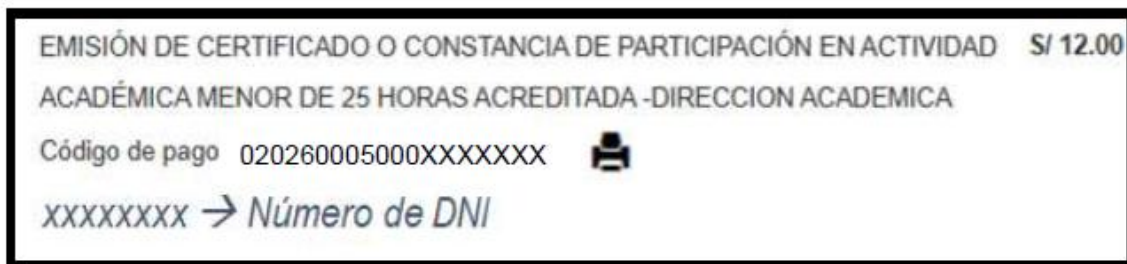 EMISIÓN DE CERTIFICADO O CONSTANCIA DE PARTICIPACIÓN EN ACTIVIDAD S/ 12.00
ACADÉMICA MENOR DE 25 HORAS ACREDITADA -DIRECCION ACADEMICA
Código de pago 020260005000XXXXXXX
xxxxxxxx → Número de DNI